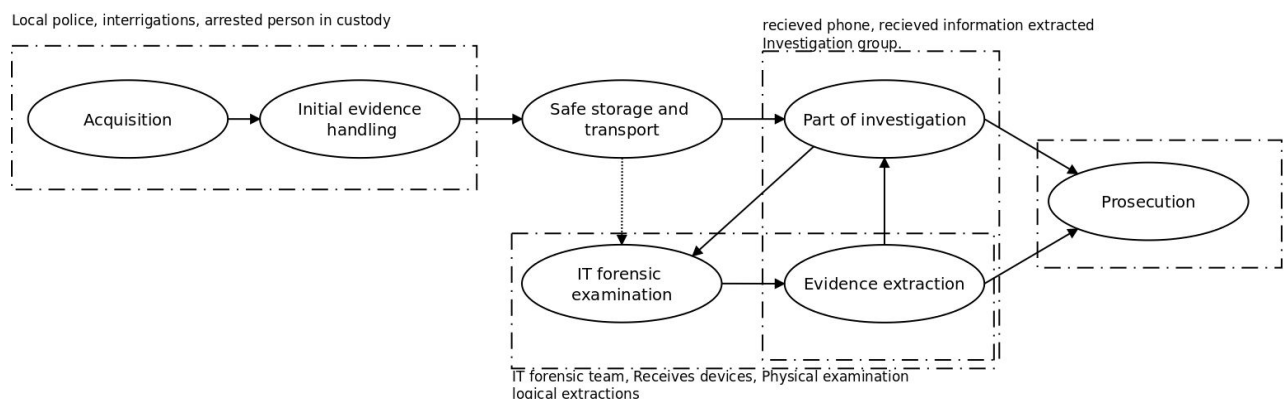 Local police, interrigations, arrested person in custody
recieved phone, recieved information extracted
Investigation group.
Acquisition
Initial evidence
handling
Safe storage and
transport
Part of investigation
Prosecution
IT forensic
examination
Evidence extraction
IT forensic team, Receives devices, Physical examination
logical extractions